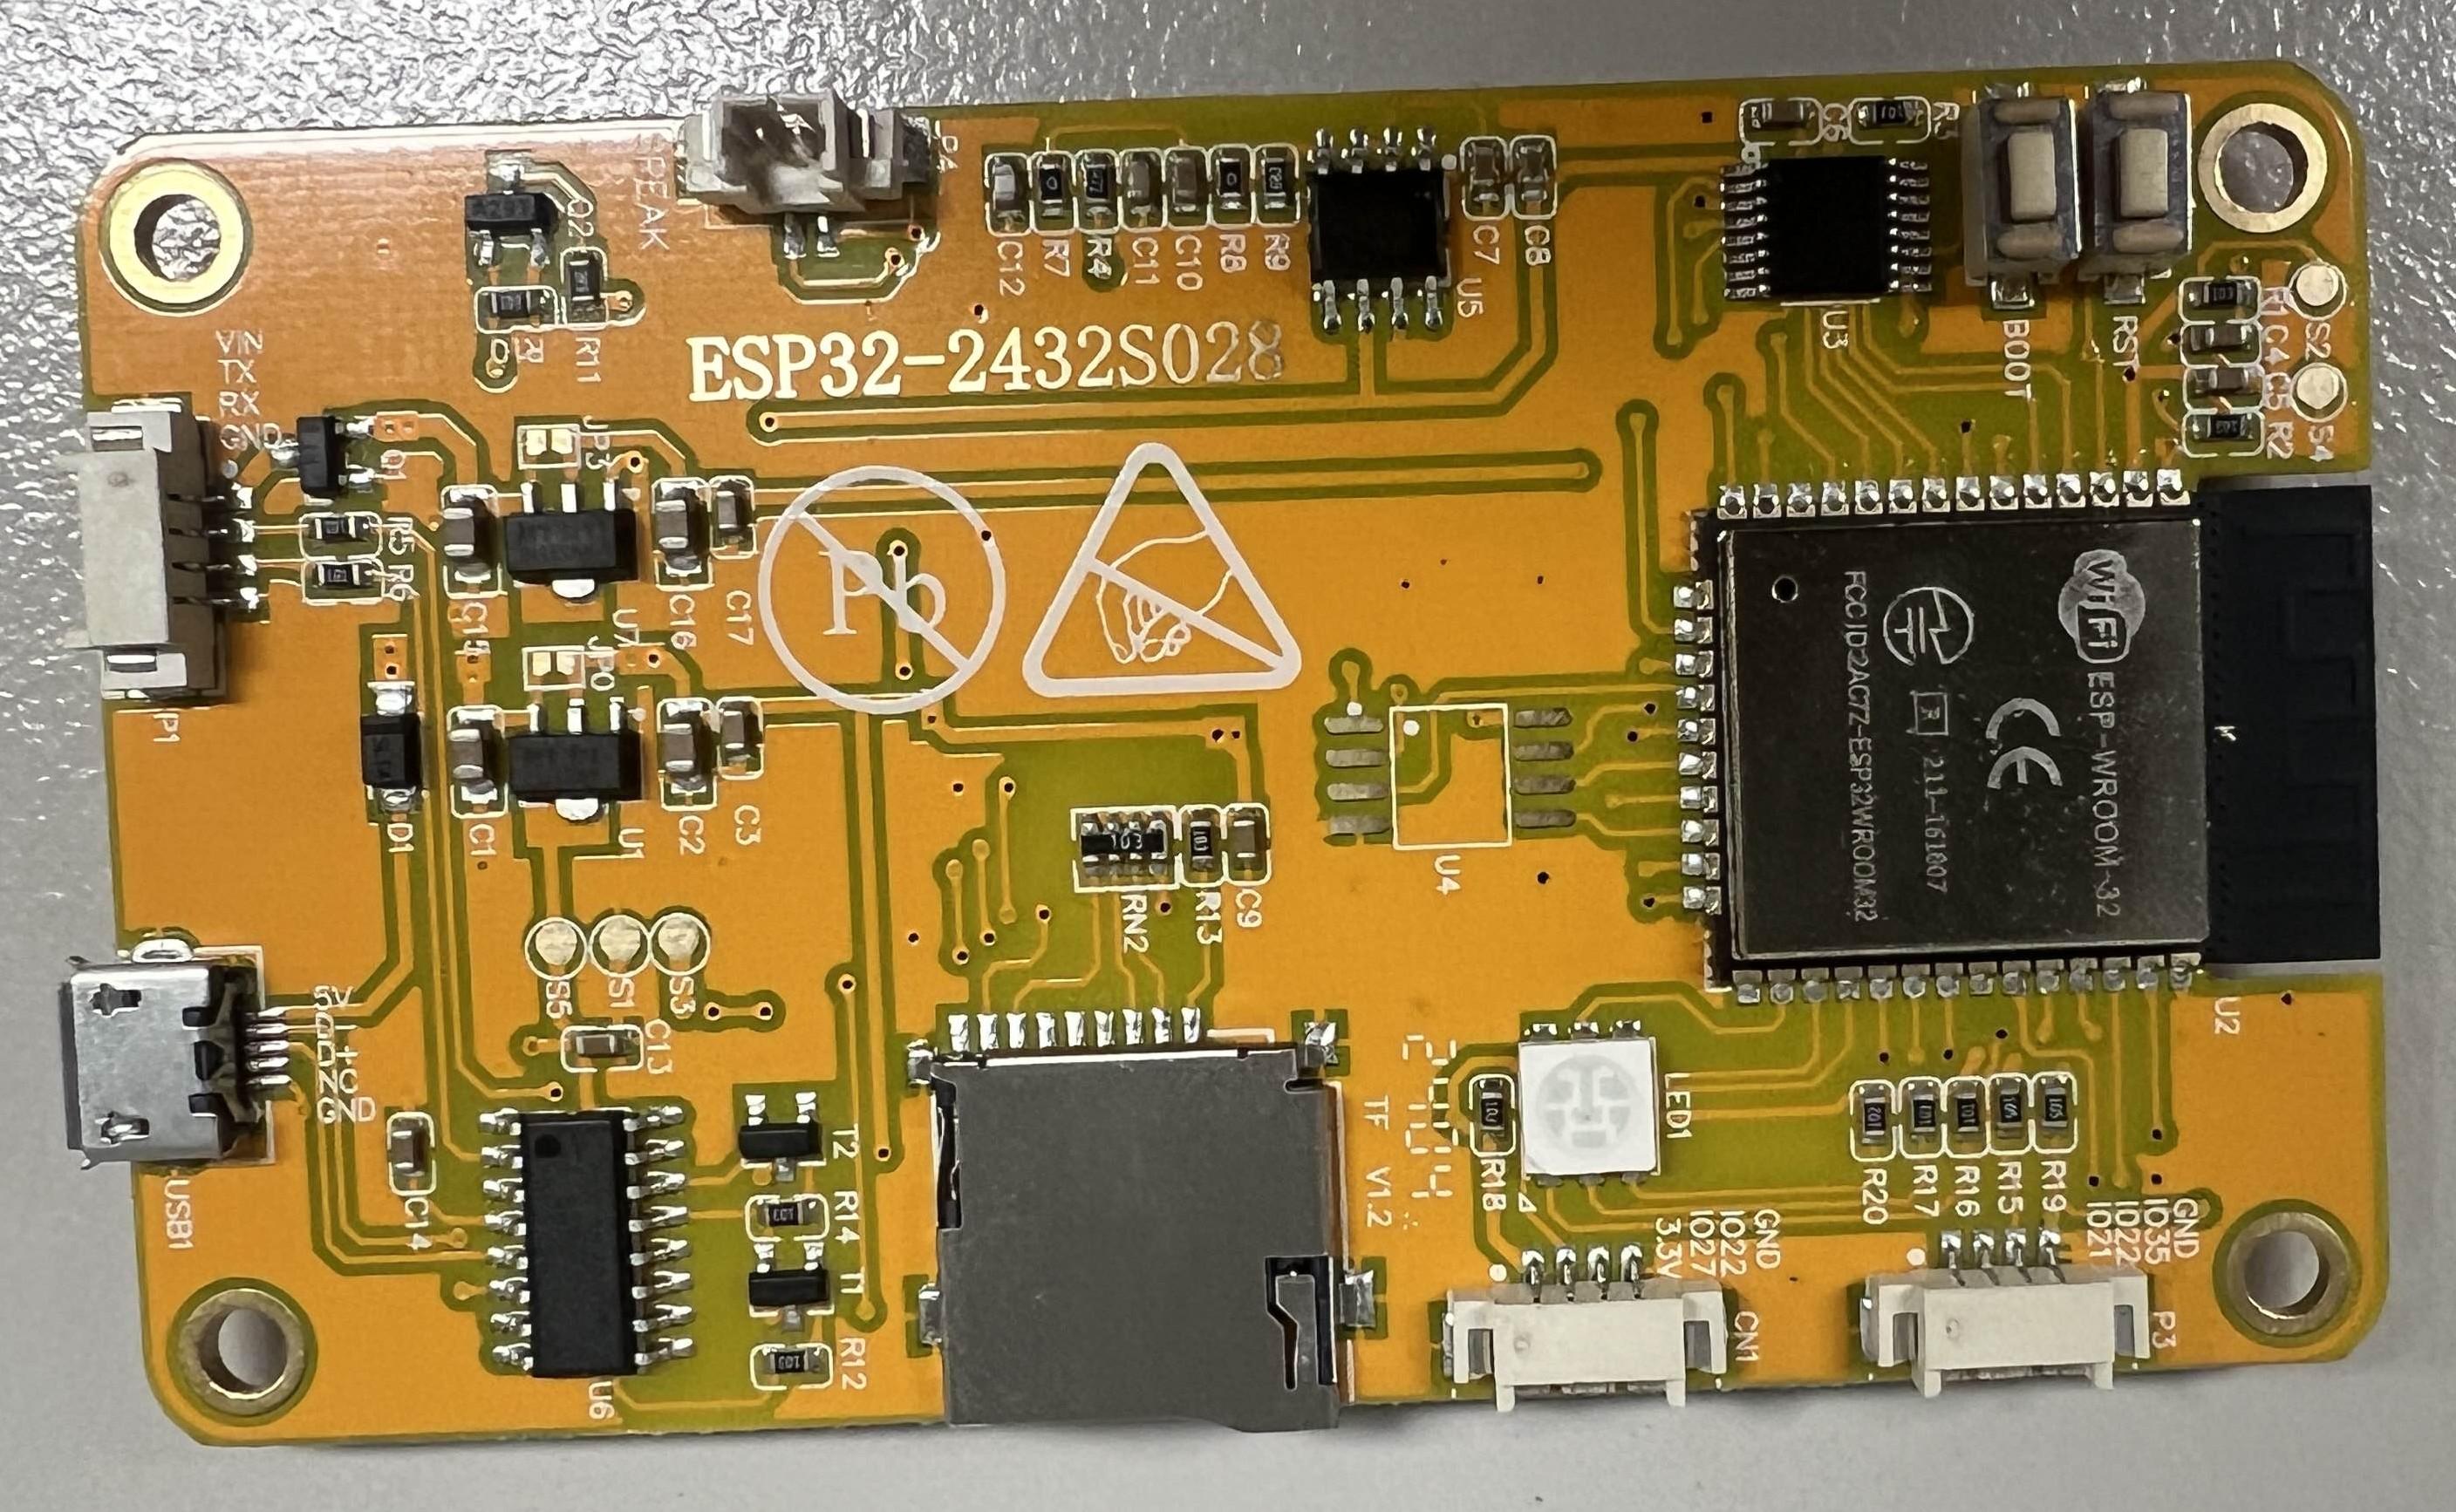 SPEAK
P4
C12
R7
R4
C11
C10
R8
R9
U5
C7
C8
C6
R3
U3
BOOT
RST
R1
C4
C5
R2
S2
S4
Q2
R11
VIN
TX
RX
GND
P1
Q1
R5
R6
ESP32-2432S028
JP3
C15
U7
C16
C17
Pb
JP0
D1
C1
U1
C2
C3
103
RN2
R13
C9
U4
WiFi
ESP-WROOM-32
CE
R
211-161007
FCC ID:2AC7Z-ESP32WROOM32
U2
S5
S1
S3
C13
5V
GND
USB1
C14
U6
T2
R14
T1
R12
TF V1.2
R18
LED1
R20
R17
R16
R15
R19
GND
IO22
IO27
3.3V
CN1
GND
IO35
IO22
IO21
P3